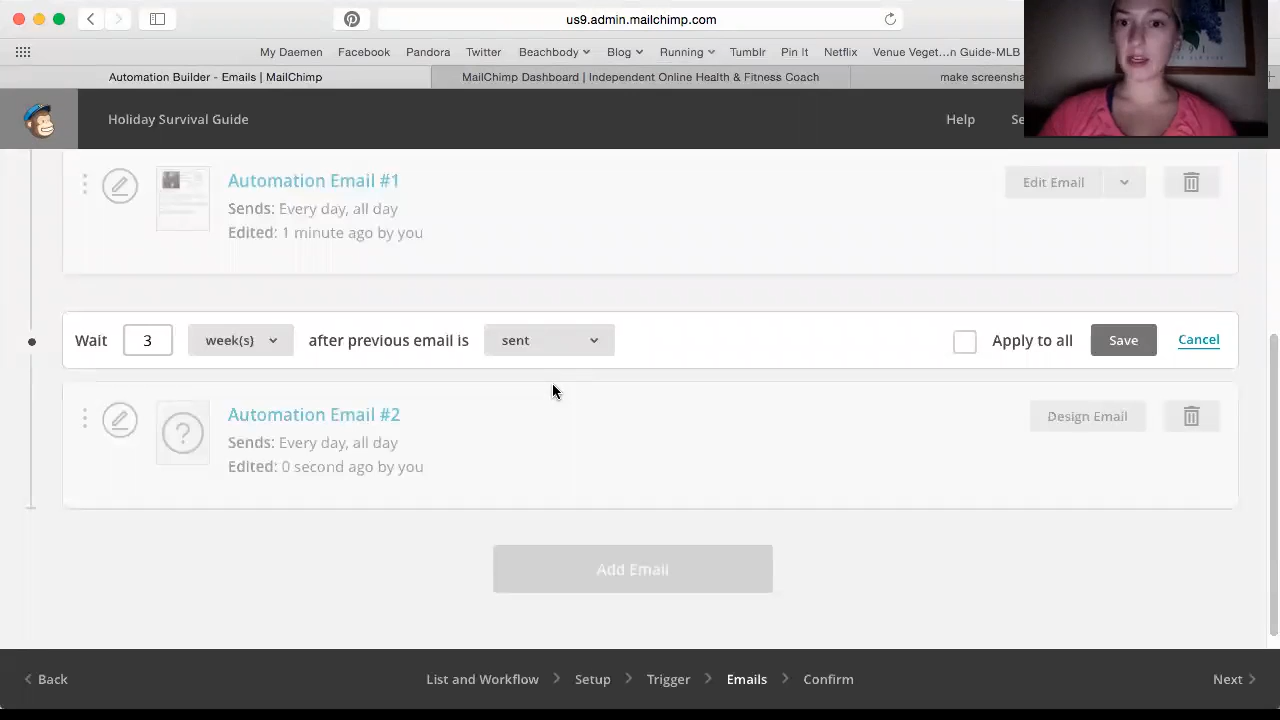 us9.admin.mailchimp.com
My Daemen Facebook Pandora Twitter Beachbody Blog Running Tumblr Pin It Netflix Venue Veget...n Guide-MLB
Automation Builder - Emails | MailChimp
MailChimp Dashboard | Independent Online Health & Fitness Coach
make screensha
Holiday Survival Guide
Help
Automation Email #1
Sends: Every day, all day
Edited: 1 minute ago by you
Edit Email
Wait 3 week(s) after previous email is sent Apply to all Save Cancel
Automation Email #2
Sends: Every day, all day
Edited: 0 second ago by you
Design Email
Add Email
Back List and Workflow Setup Trigger Emails Confirm Next